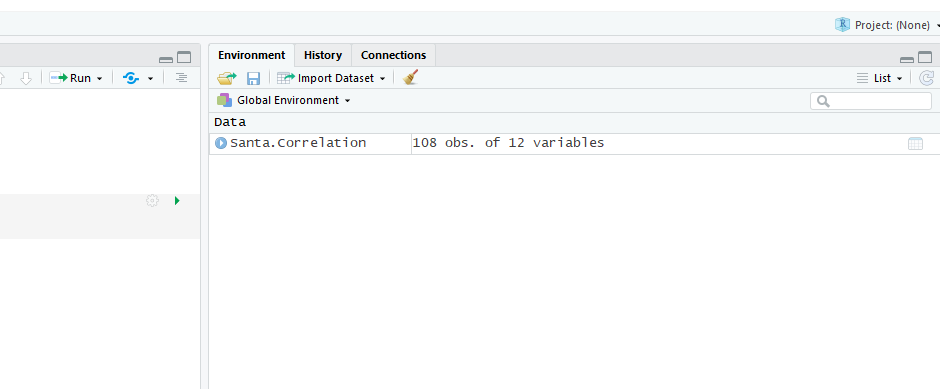 Project: (None)
Environment History Connections
Run Import Dataset List
Global Environment
Data
Santa.Correlation 108 obs. of 12 variables